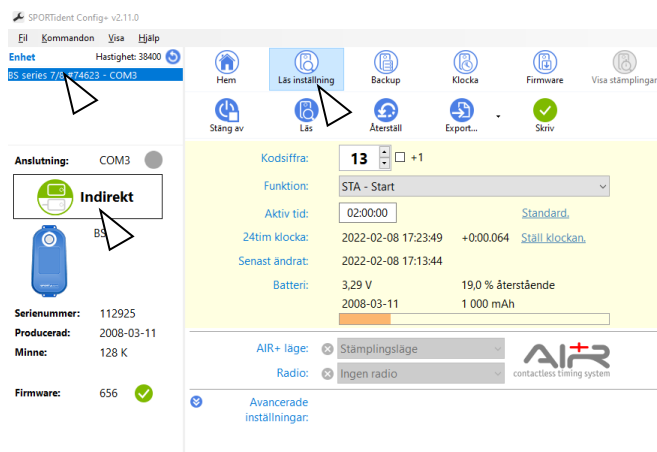 SPORTident Config+ v2.11.0
Fil Kommandon Visa Hjälp
Enhet Hastighet: 38400
BS series 7/8 #74623 - COM3
Hem Läs inställning Backup Klocka Firmware Visa stämplingar
Stäng av Läs Återställ Export... Skriv
Anslutning: COM3
Indirekt
BS
Serienummer: 112925
Producerad: 2008-03-11
Minne: 128 K
Firmware: 656
Kodsiffra: 13 +1
Funktion: STA - Start
Aktiv tid: 02:00:00 Standard.
24tim klocka: 2022-02-08 17:23:49 +0:00.064 Ställ klockan.
Senast ändrat: 2022-02-08 17:13:44
Batteri: 3,29 V 19,0 % återstående
2008-03-11 1 000 mAh
AIR+ läge: Stämplingsläge
Radio: Ingen radio
AIR+
contactless timing system
Avancerade
inställningar: